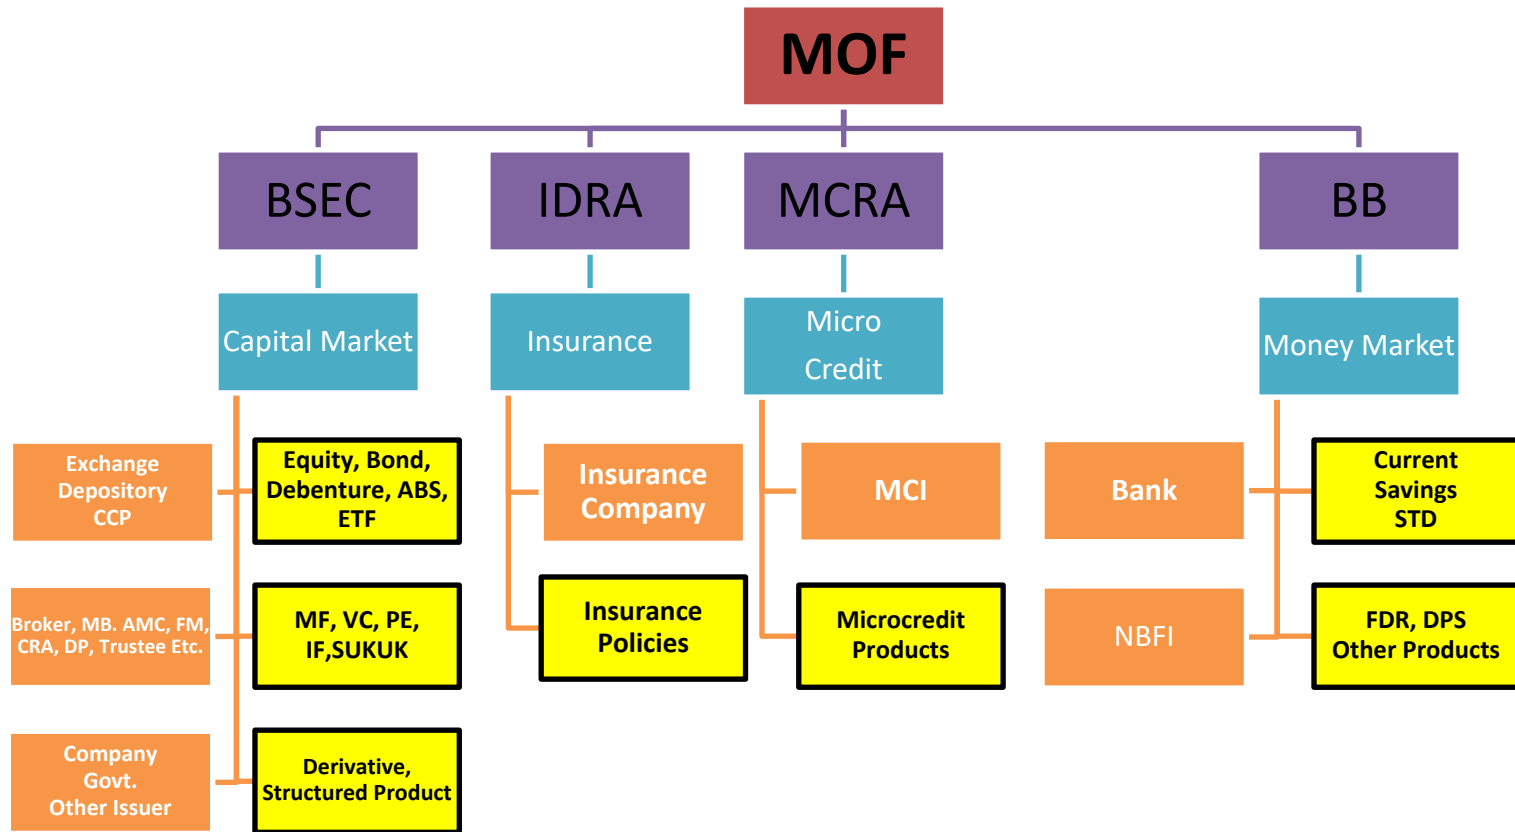 MOF
BSEC
IDRA
MCRA
BB
Capital Market
Insurance
Micro
Credit
Money Market
Exchange
Depository
CCP
Equity, Bond,
Debenture, ABS,
ETF
Insurance
Company
MCI
Bank
Current
Savings
STD
Broker, MB. AMC, FM,
CRA, DP, Trustee Etc.
MF, VC, PE,
IF,SUKUK
Insurance
Policies
Microcredit
Products
NBFI
FDR, DPS
Other Products
Company
Govt.
Other Issuer
Derivative,
Structured Product